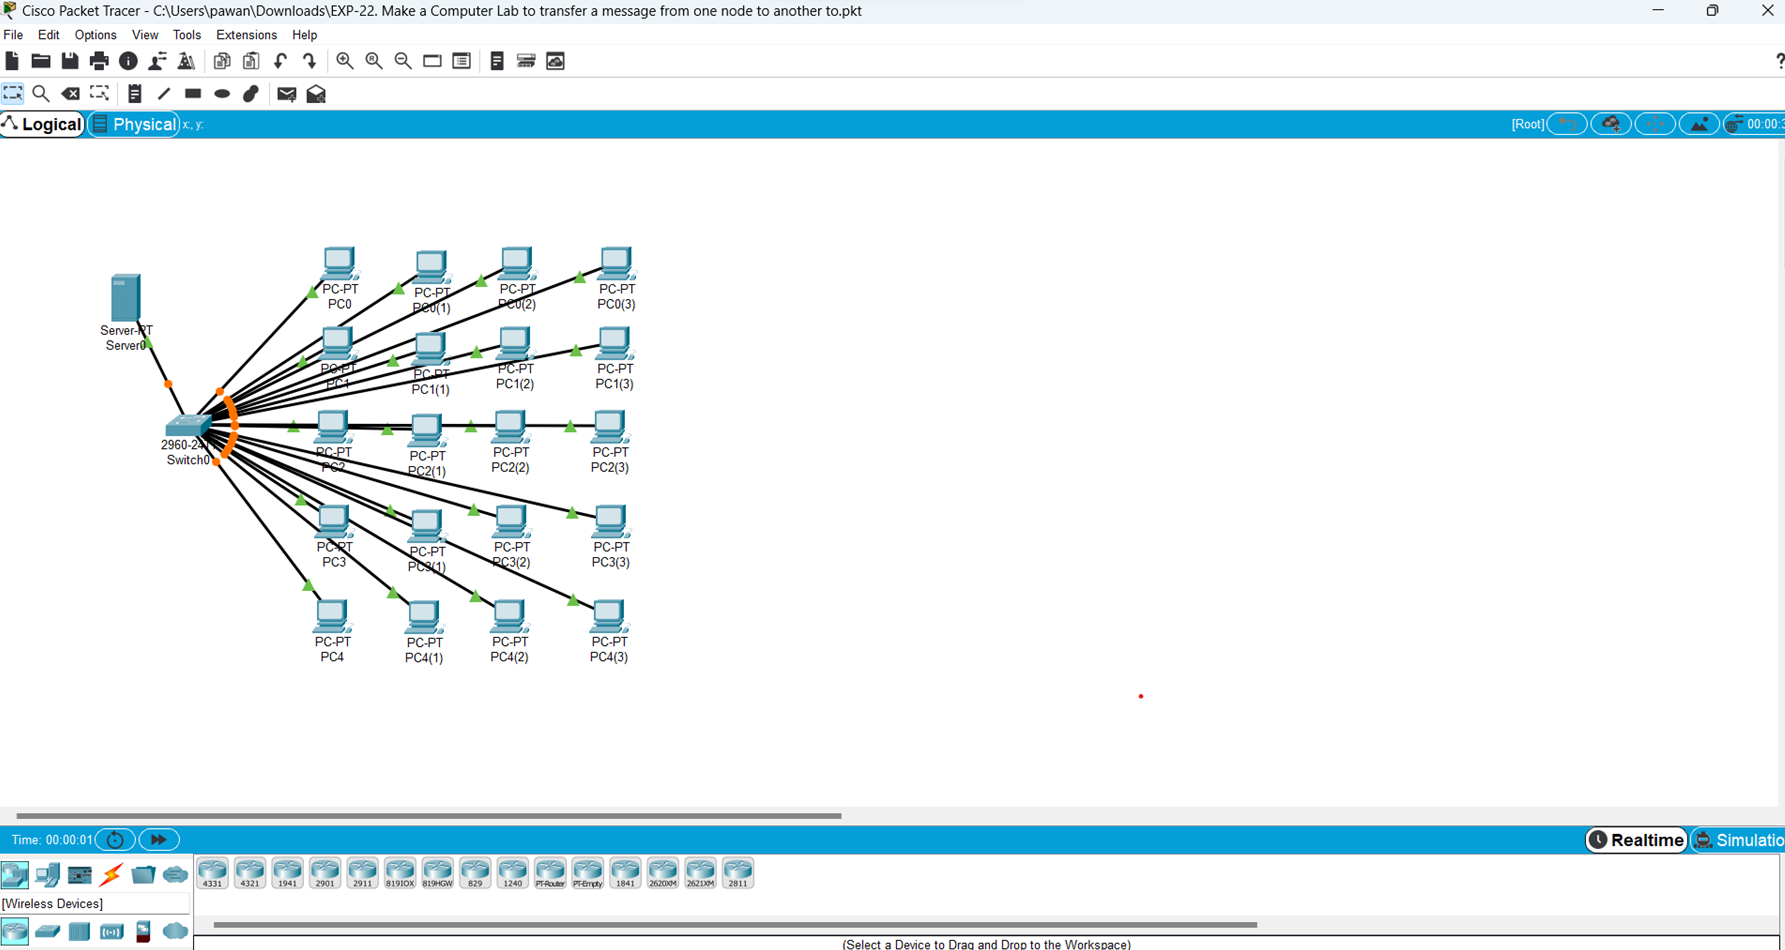 Cisco Packet Tracer - C:\Users\pawan\Downloads\EXP-22. Make a Computer Lab to transfer a message from one node to another to.pkt
File Edit Options View Tools Extensions Help
?
Logical Physical x:, y: [Root] 00:00:3
PC-PT PC-PT PC-PT PC-PT
PC0 PC0(1) PC0(2) PC0(3)
Server-PT
Server0
PC-PT PC-PT PC-PT PC-PT
PC1 PC1(1) PC1(2) PC1(3)
2960-24
Switch0
PC-PT PC-PT PC-PT PC-PT
PC2 PC2(1) PC2(2) PC2(3)
PC-PT PC-PT PC-PT PC-PT
PC3 PC3(1) PC3(2) PC3(3)
PC-PT PC-PT PC-PT PC-PT
PC4 PC4(1) PC4(2) PC4(3)
Time: 00:00:01 Realtime Simulatio
4331 4321 1941 2901 2911 819IOX 819HGW 829 1240 PT-Router PT-Empty 1841 2620XM 2621XM 2811
[Wireless Devices]
(Select a Device to Drag and Drop to the Workspace)